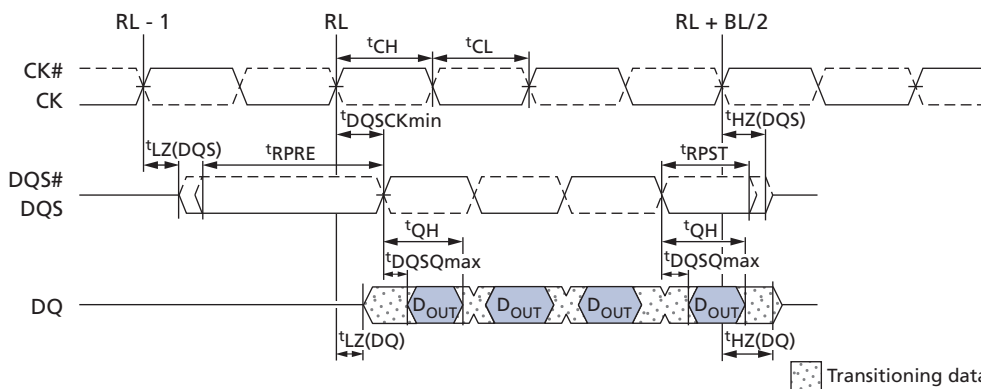 RL - 1 RL RL + BL/2
tCH tCL
CK#
CK
tDQSCKmin tHZ(DQS)
tLZ(DQS) tRPRE tRPST
DQS#
DQS
tQH tQH
tDQSQmax tDQSQmax
DQ DOUT DOUT DOUT DOUT
tLZ(DQ) tHZ(DQ)
Transitioning data